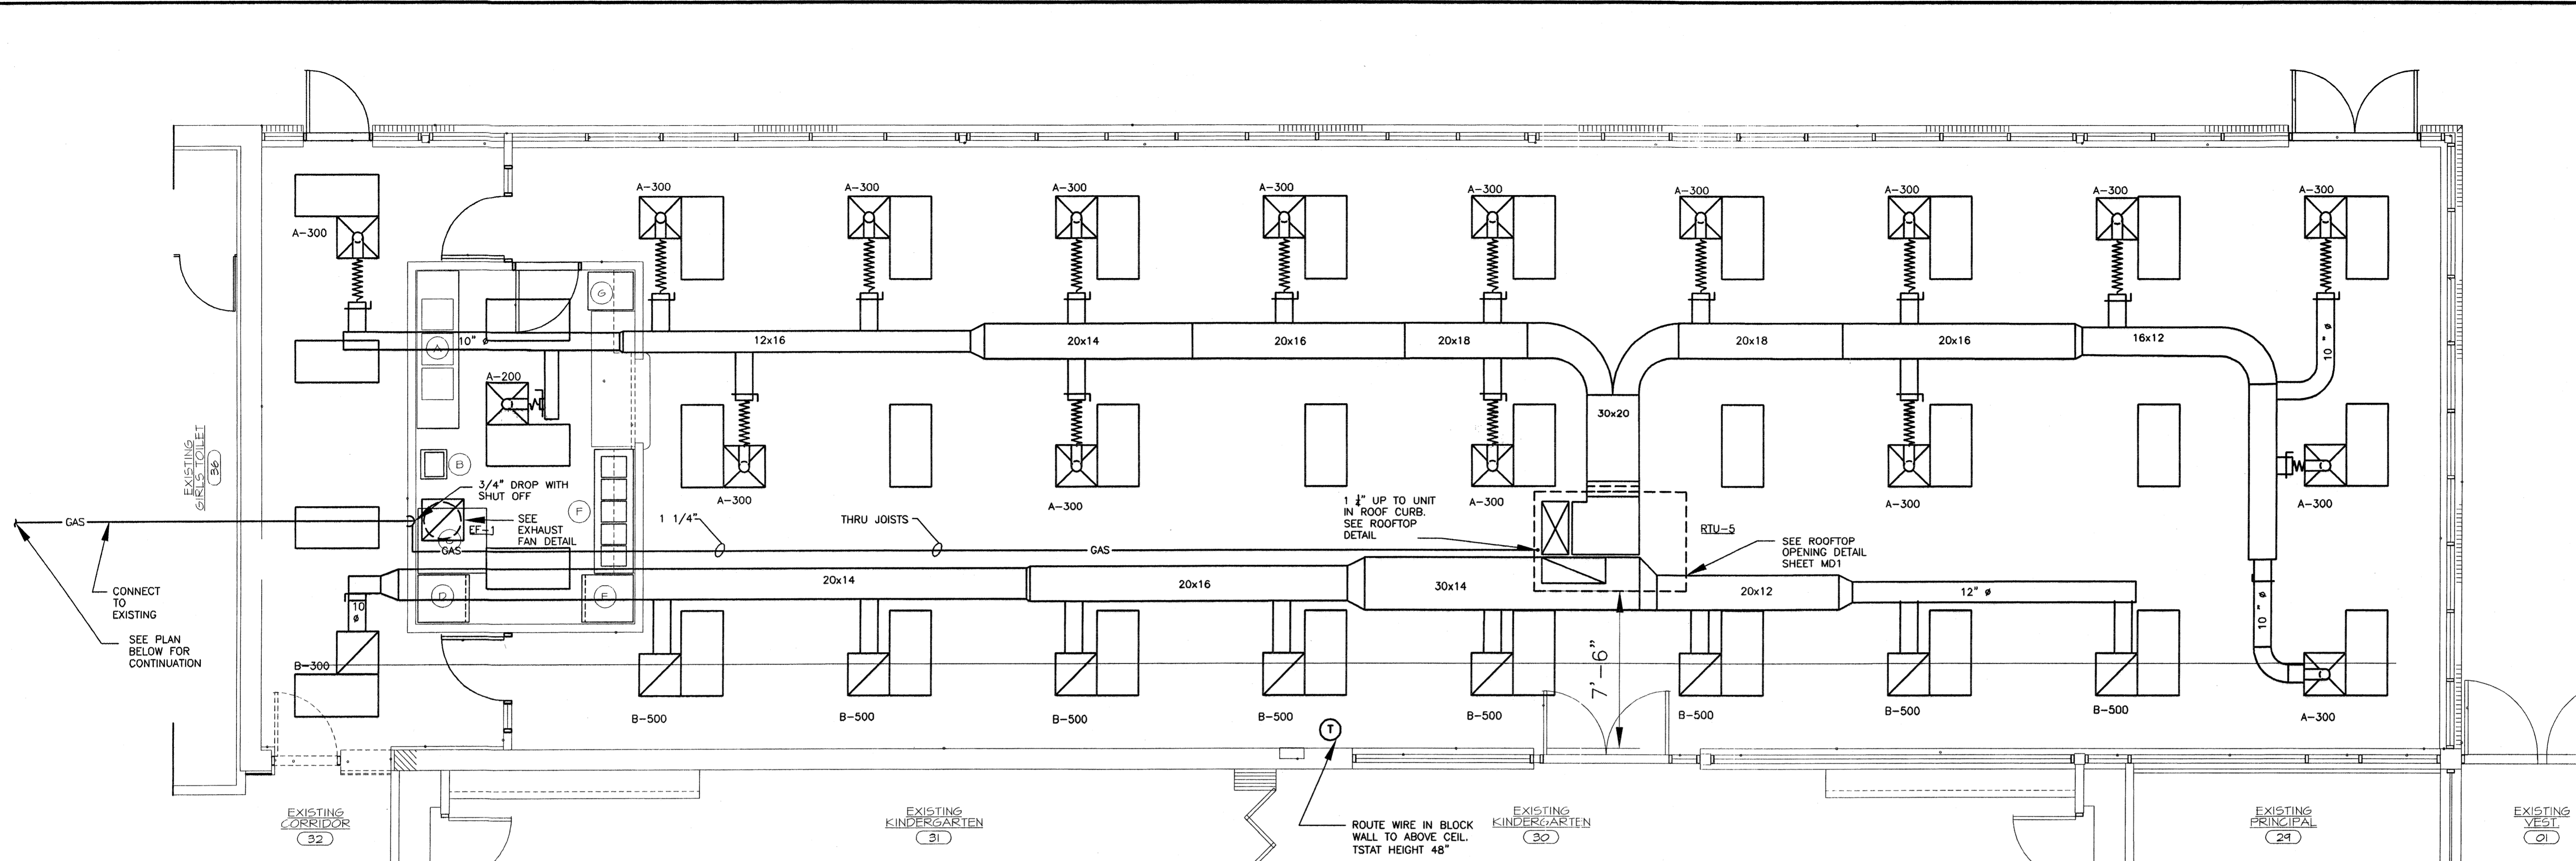 A-300
A-300
A-300
A-300
A-300
A-300
A-300
A-300
A-300
A-300
G
A
10" ø
12x16
20x14
20x16
20x18
30x20
20x18
20x16
16x12
10" ø
A-200
EXISTING
GIRLS TOILET
36
B
3/4" DROP WITH
SHUT OFF
A-300
A-300
A-300
A-300
A-300
GAS
EF-1
SEE
EXHAUST
FAN DETAIL
F
1 1/4"
THRU JOISTS
1 1/4" UP TO UNIT
IN ROOF CURB.
SEE ROOFTOP
DETAIL
RTU-5
SEE ROOFTOP
OPENING DETAIL
SHEET MD1
GAS
GAS
CONNECT
TO
EXISTING
SEE PLAN
BELOW FOR
CONTINUATION
D
E
10
ø
20x14
20x16
30x14
20x12
12" ø
10" ø
B-300
7'-6"
B-500
B-500
B-500
B-500
B-500
B-500
B-500
B-500
A-300
T
ROUTE WIRE IN BLOCK
WALL TO ABOVE CEIL.
TSTAT HEIGHT 48"
EXISTING
CORRIDOR
32
EXISTING
KINDERGARTEN
31
EXISTING
KINDERGARTEN
30
EXISTING
PRINCIPAL
29
EXISTING
VEST.
01